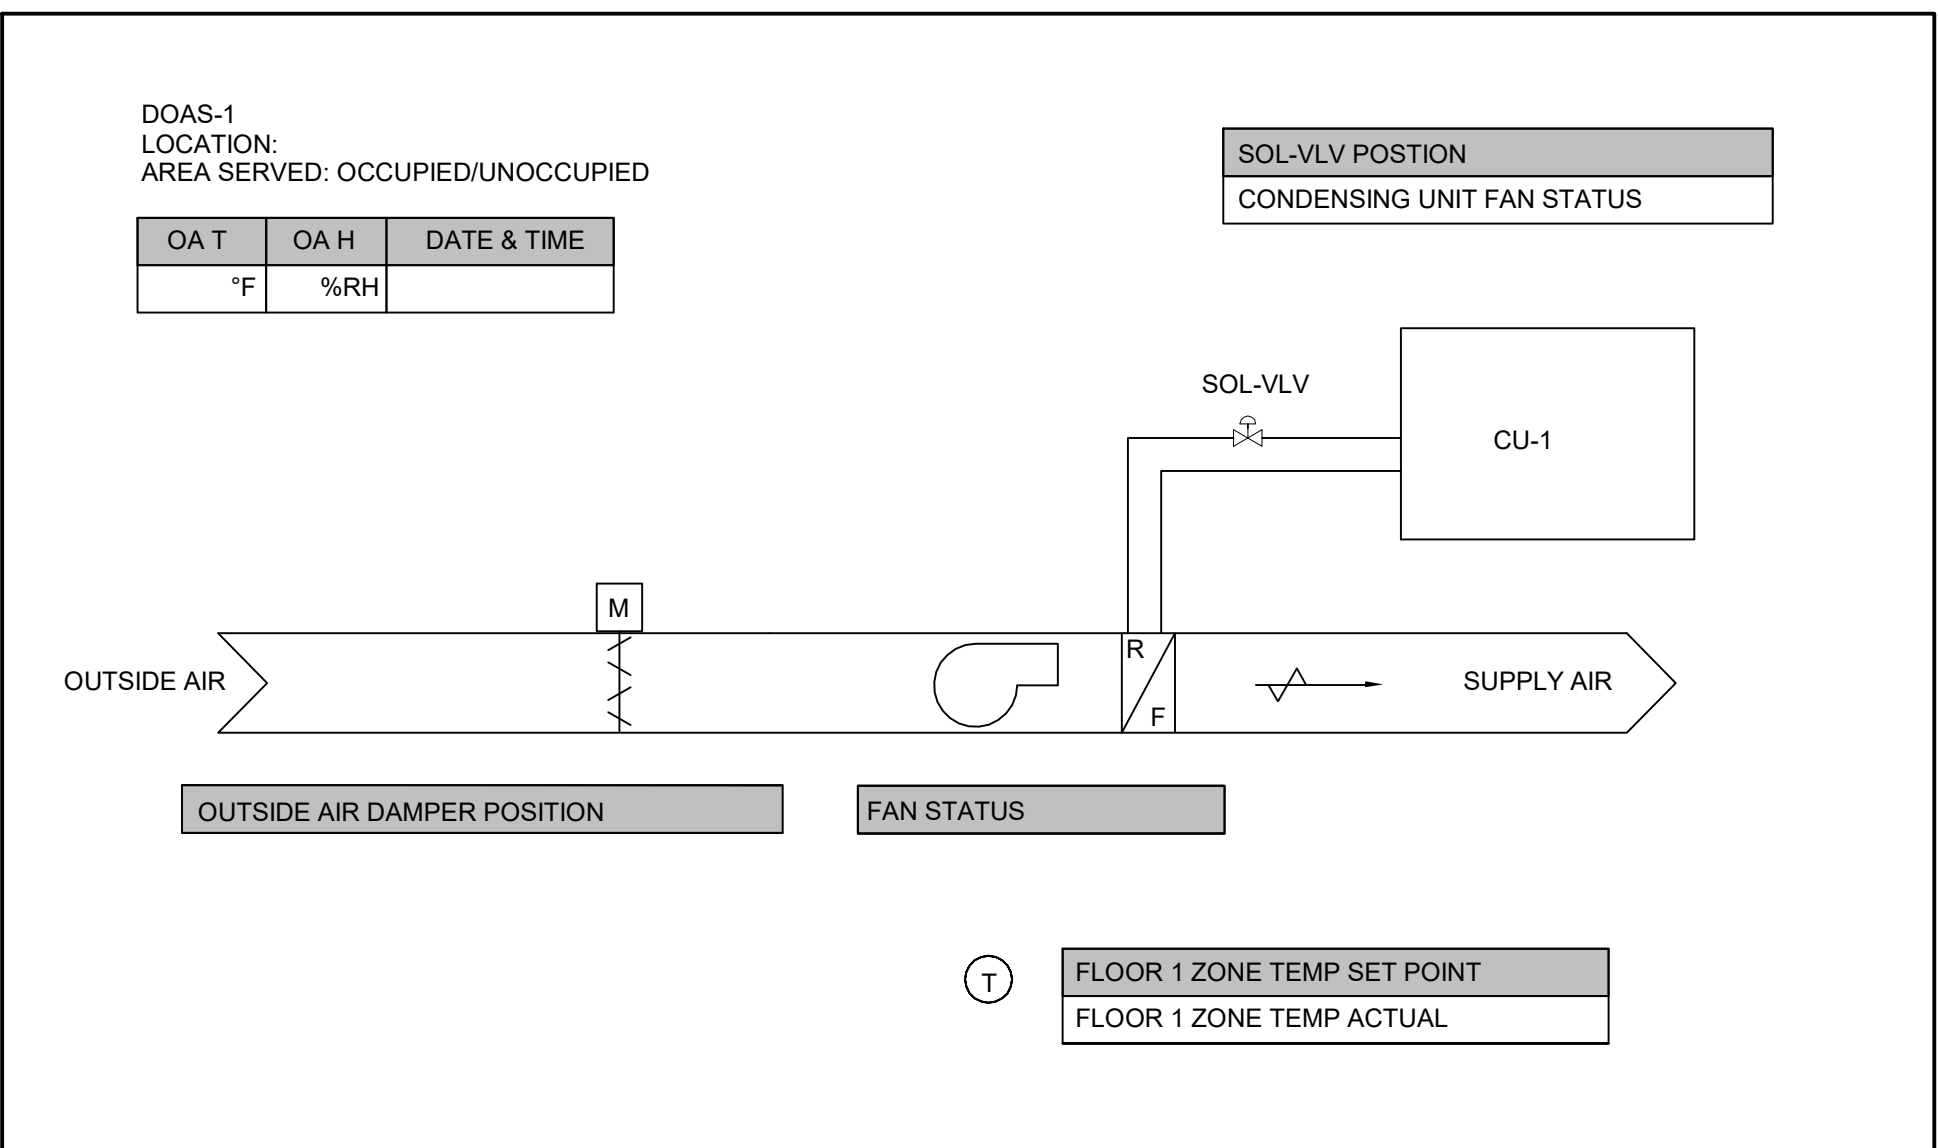 DOAS-1
LOCATION:
AREA SERVED: OCCUPIED/UNOCCUPIED
SOL-VLV POSTION
CONDENSING UNIT FAN STATUS
OA T OA H DATE & TIME
°F %RH
SOL-VLV
CU-1
M
R
F
OUTSIDE AIR
SUPPLY AIR
OUTSIDE AIR DAMPER POSITION
FAN STATUS
T
FLOOR 1 ZONE TEMP SET POINT
FLOOR 1 ZONE TEMP ACTUAL